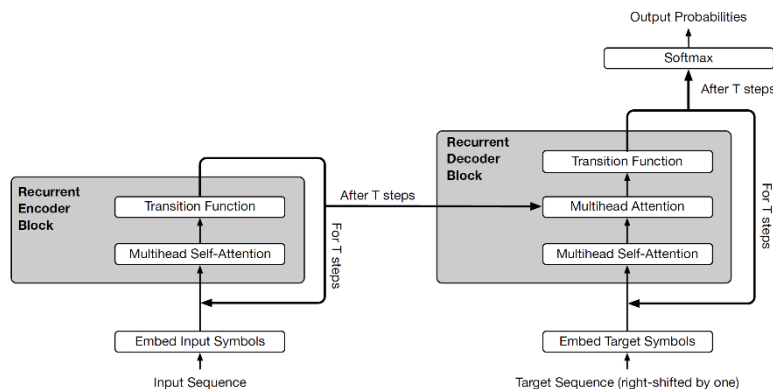 Output Probabilities
Softmax
After T steps
Recurrent
Decoder
Block
Transition Function
For T steps
Multihead Attention
Multihead Self-Attention
Embed Target Symbols
Target Sequence (right-shifted by one)
After T steps
Recurrent
Encoder
Block
Transition Function
For T steps
Multihead Self-Attention
Embed Input Symbols
Input Sequence